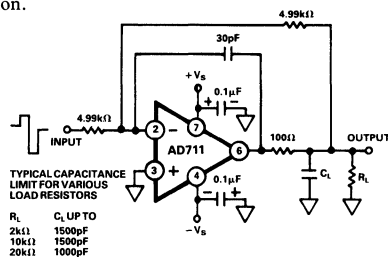 on.
4.99kΩ
30pF
+VS
0.1µF
+ –
4.99kΩ
INPUT
2
–
7
AD711
6
100Ω
OUTPUT
3
+
4
0.1µF
– +
–VS
CL
RL
TYPICAL CAPACITANCE
LIMIT FOR VARIOUS
LOAD RESISTORS
RL CL UP TO
2kΩ 1500pF
10kΩ 1500pF
20kΩ 1000pF